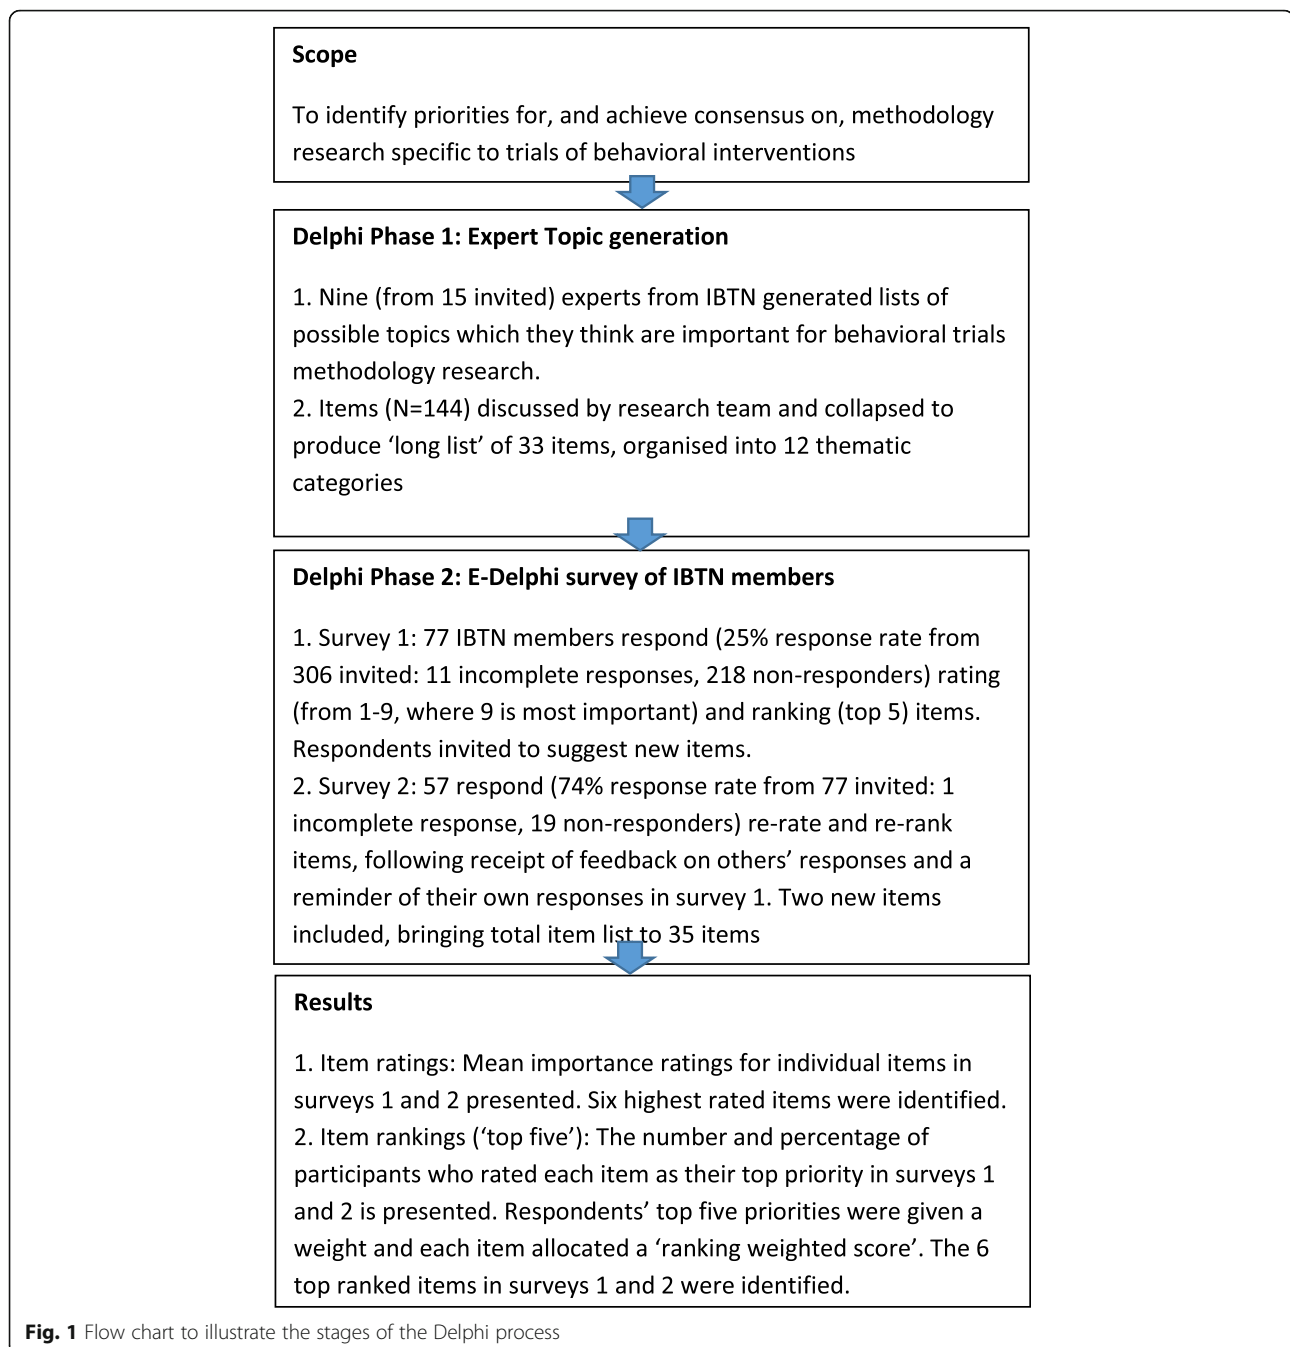 Scope
To identify priorities for, and achieve consensus on, methodology
research specific to trials of behavioral interventions
Delphi Phase 1: Expert Topic generation
1. Nine (from 15 invited) experts from IBTN generated lists of
possible topics which they think are important for behavioral trials
methodology research.
2. Items (N=144) discussed by research team and collapsed to
produce ‘long list’ of 33 items, organised into 12 thematic
categories
Delphi Phase 2: E-Delphi survey of IBTN members
1. Survey 1: 77 IBTN members respond (25% response rate from
306 invited: 11 incomplete responses, 218 non-responders) rating
(from 1-9, where 9 is most important) and ranking (top 5) items.
Respondents invited to suggest new items.
2. Survey 2: 57 respond (74% response rate from 77 invited: 1
incomplete response, 19 non-responders) re-rate and re-rank
items, following receipt of feedback on others’ responses and a
reminder of their own responses in survey 1. Two new items
included, bringing total item list to 35 items
Results
1. Item ratings: Mean importance ratings for individual items in
surveys 1 and 2 presented. Six highest rated items were identified.
2. Item rankings (‘top five’): The number and percentage of
participants who rated each item as their top priority in surveys 1
and 2 is presented. Respondents’ top five priorities were given a
weight and each item allocated a ‘ranking weighted score’. The 6
top ranked items in surveys 1 and 2 were identified.
Fig. 1 Flow chart to illustrate the stages of the Delphi process